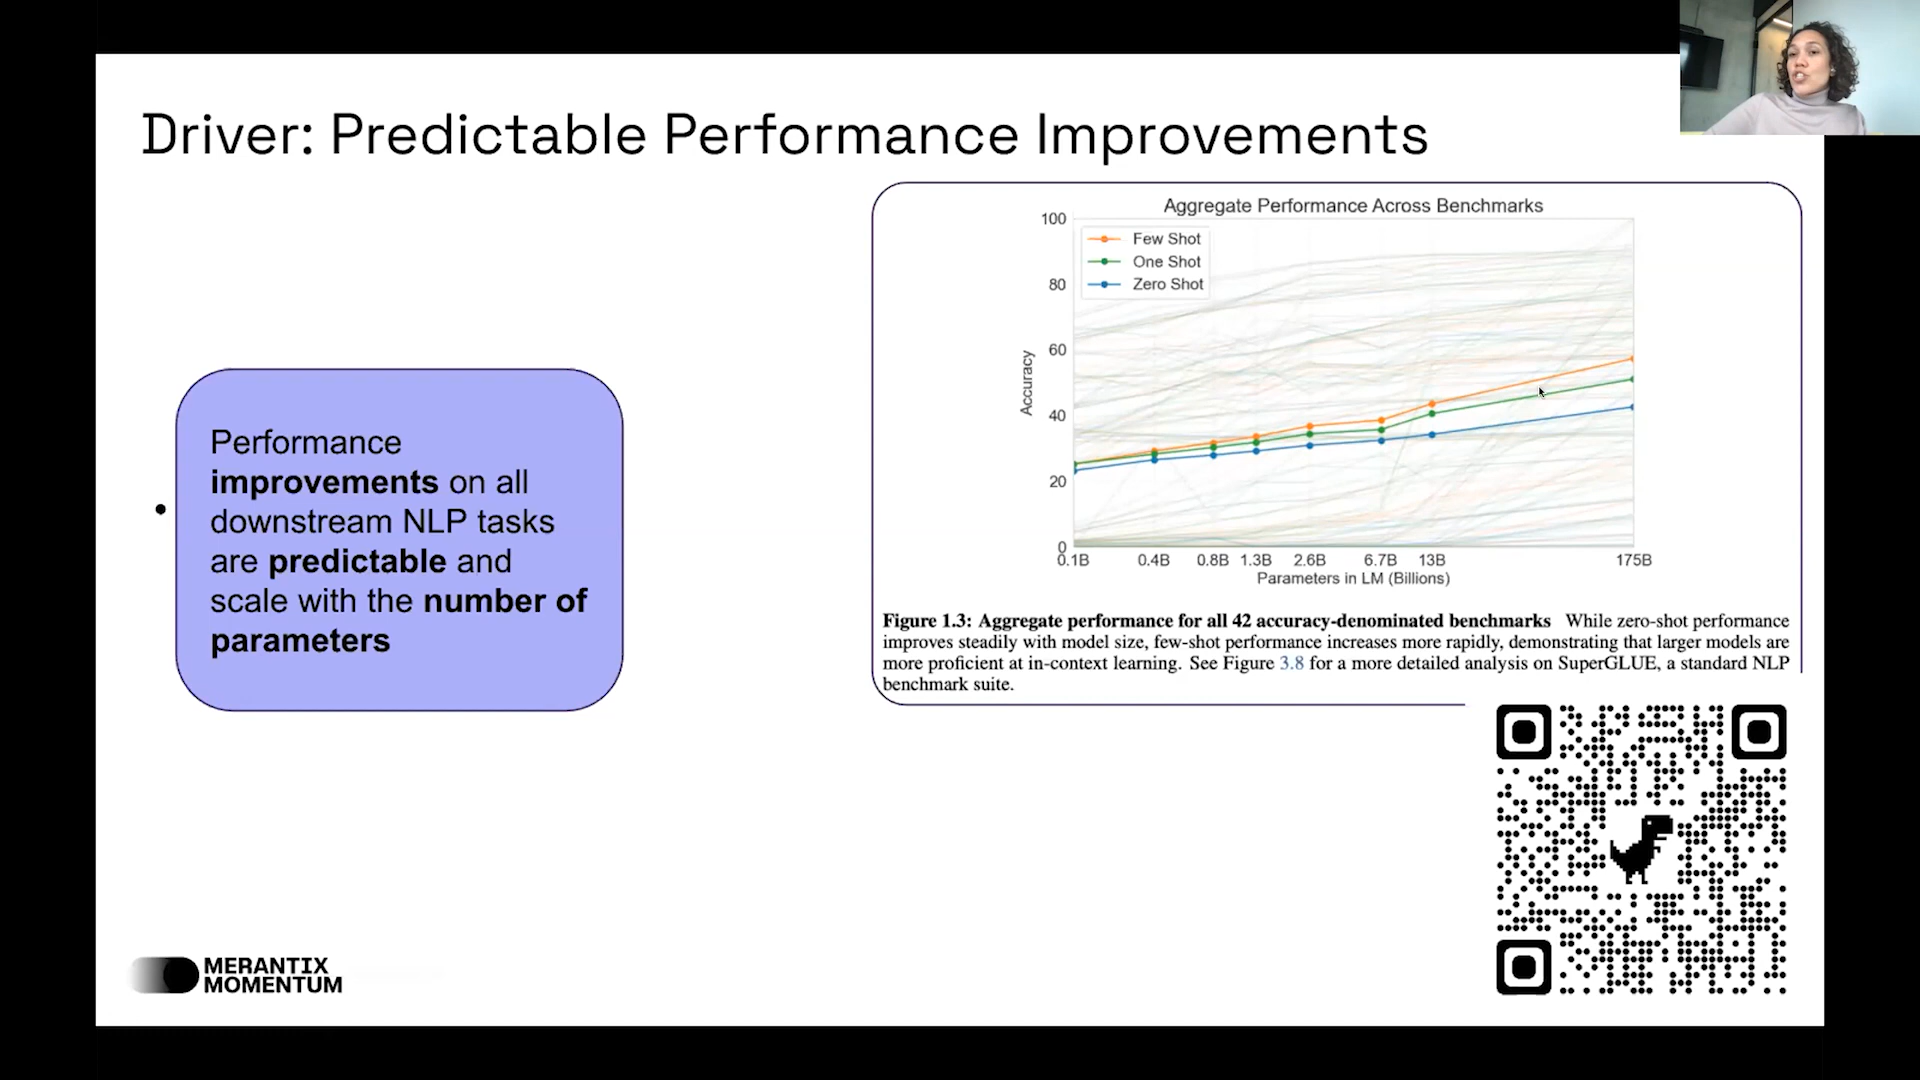 Driver: Predictable Performance Improvements
Performance
improvements on all
downstream NLP tasks
are predictable and
scale with the number of
parameters
Aggregate Performance Across Benchmarks
Few Shot
One Shot
Zero Shot
Accuracy
100
80
60
40
20
0
0.1B 0.4B 0.8B 1.3B 2.6B 6.7B 13B 175B
Parameters in LM (Billions)
Figure 1.3: Aggregate performance for all 42 accuracy-denominated benchmarks While zero-shot performance
improves steadily with model size, few-shot performance increases more rapidly, demonstrating that larger models are
more proficient at in-context learning. See Figure 3.8 for a more detailed analysis on SuperGLUE, a standard NLP
benchmark suite.
MERANTIX
MOMENTUM